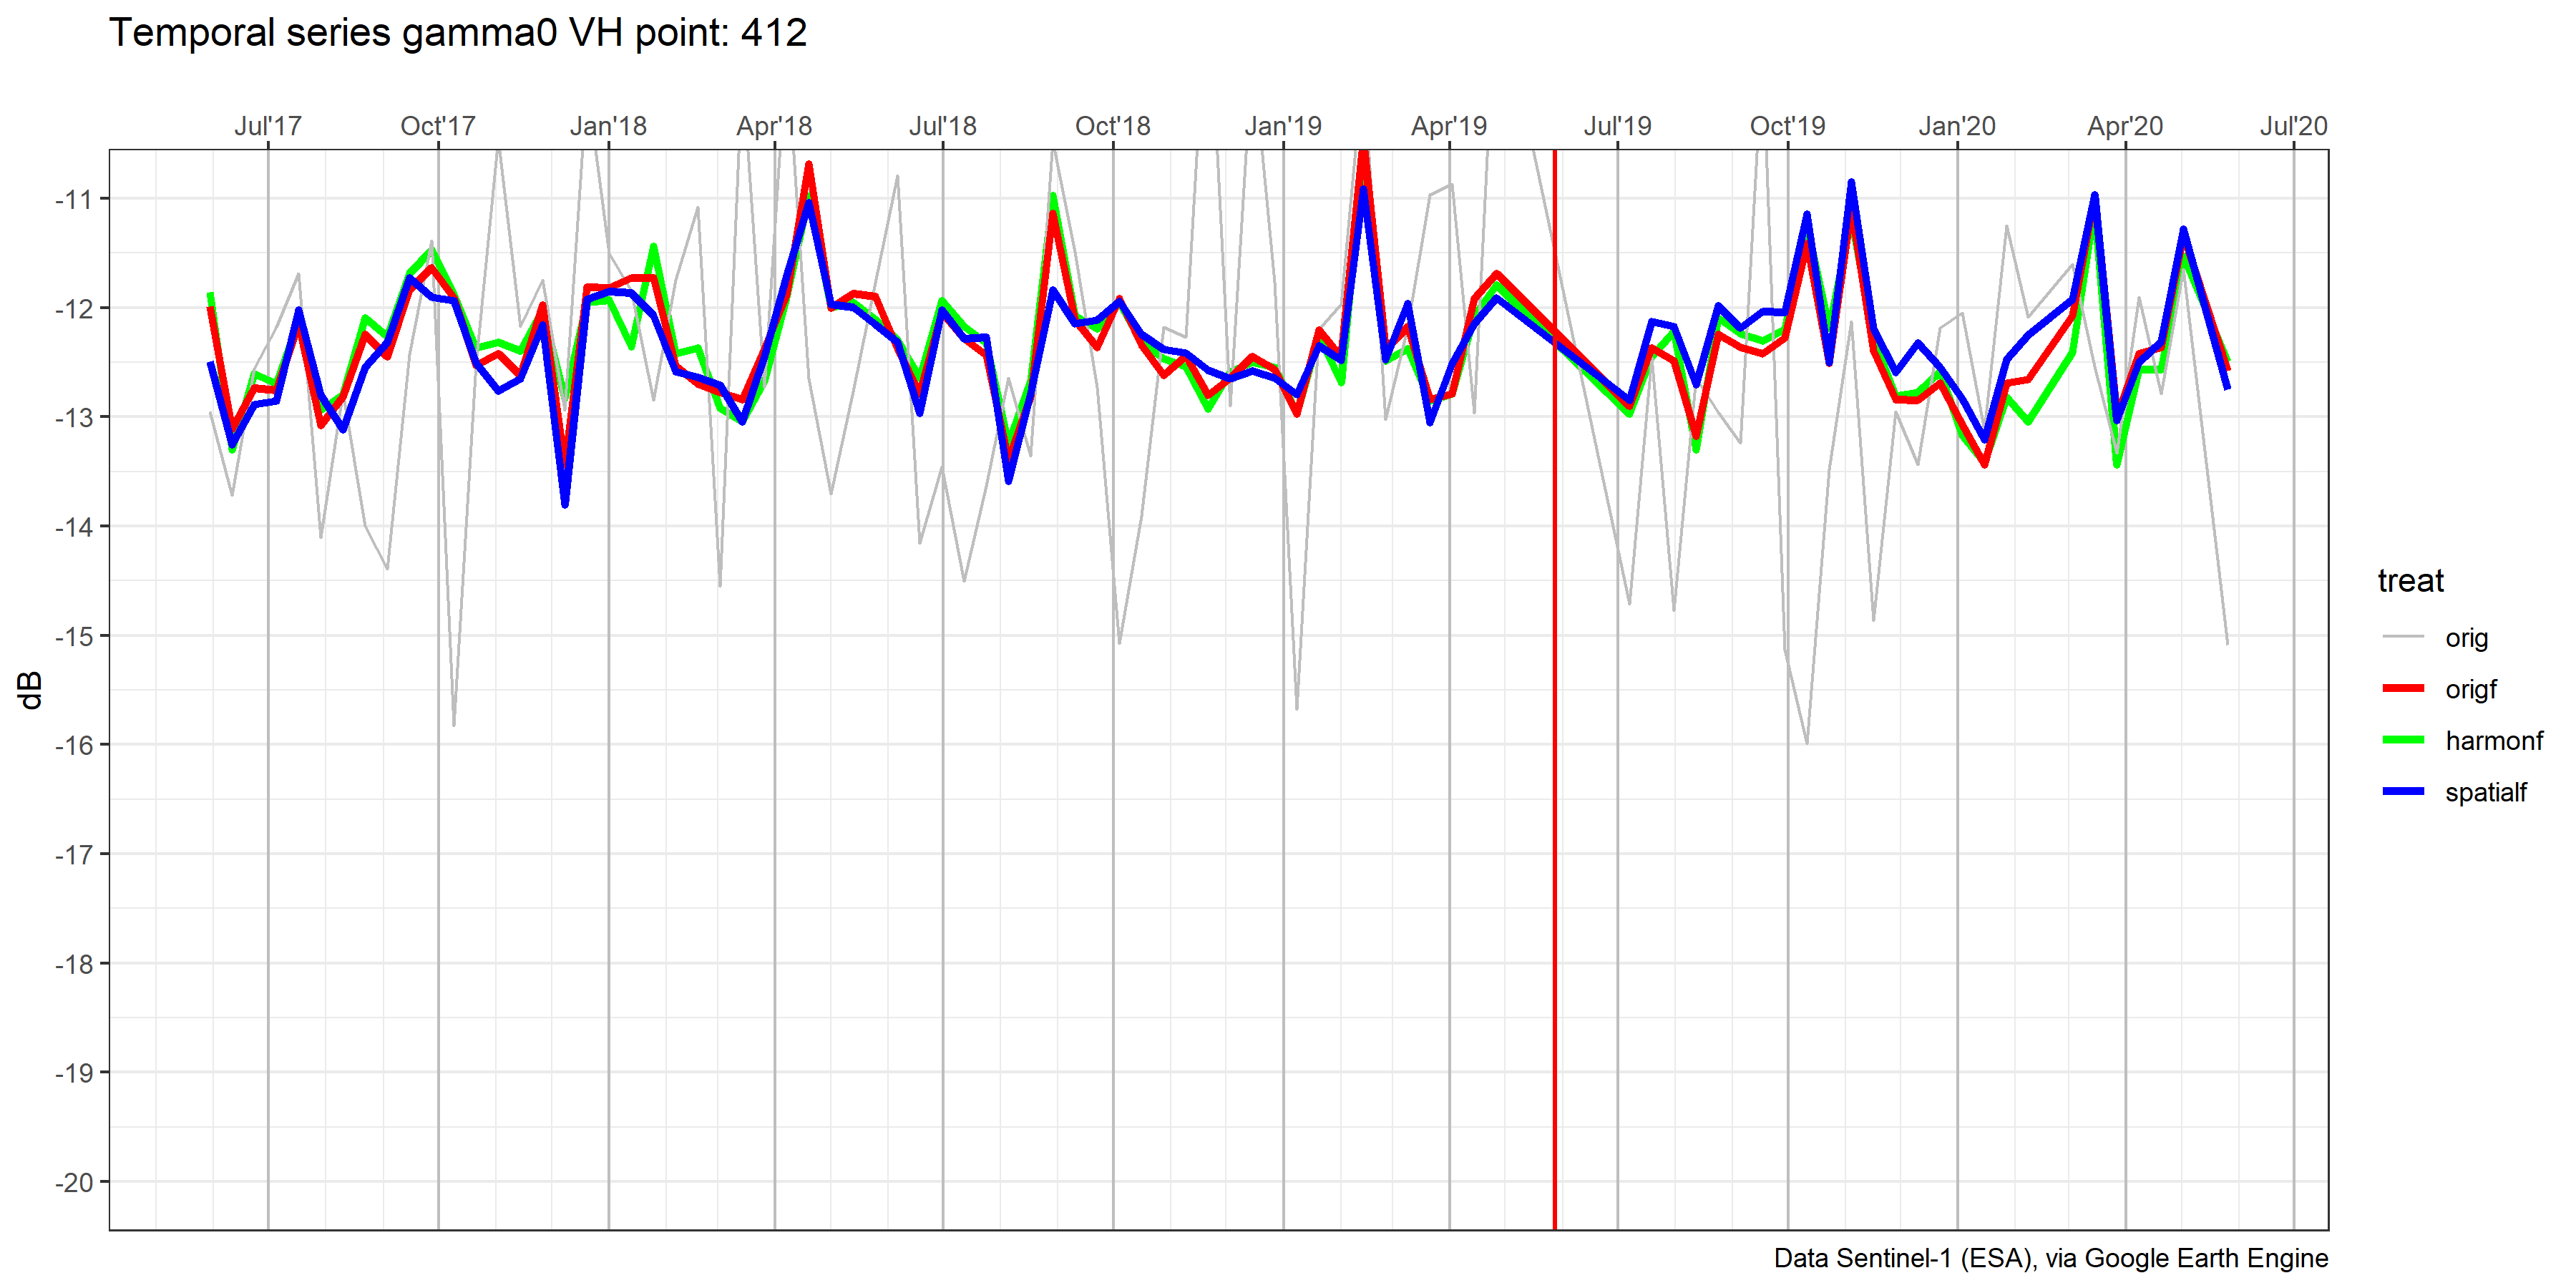 Temporal series gamma0 VH point: 412
Jul'17 Oct'17 Jan'18 Apr'18 Jul'18 Oct'18 Jan'19 Apr'19 Jul'19 Oct'19 Jan'20 Apr'20 Jul'20
-11
-12
-13
-14
-15
-16
-17
-18
-19
-20
dB
treat
orig
origf
harmonf
spatialf
Data Sentinel-1 (ESA), via Google Earth Engine